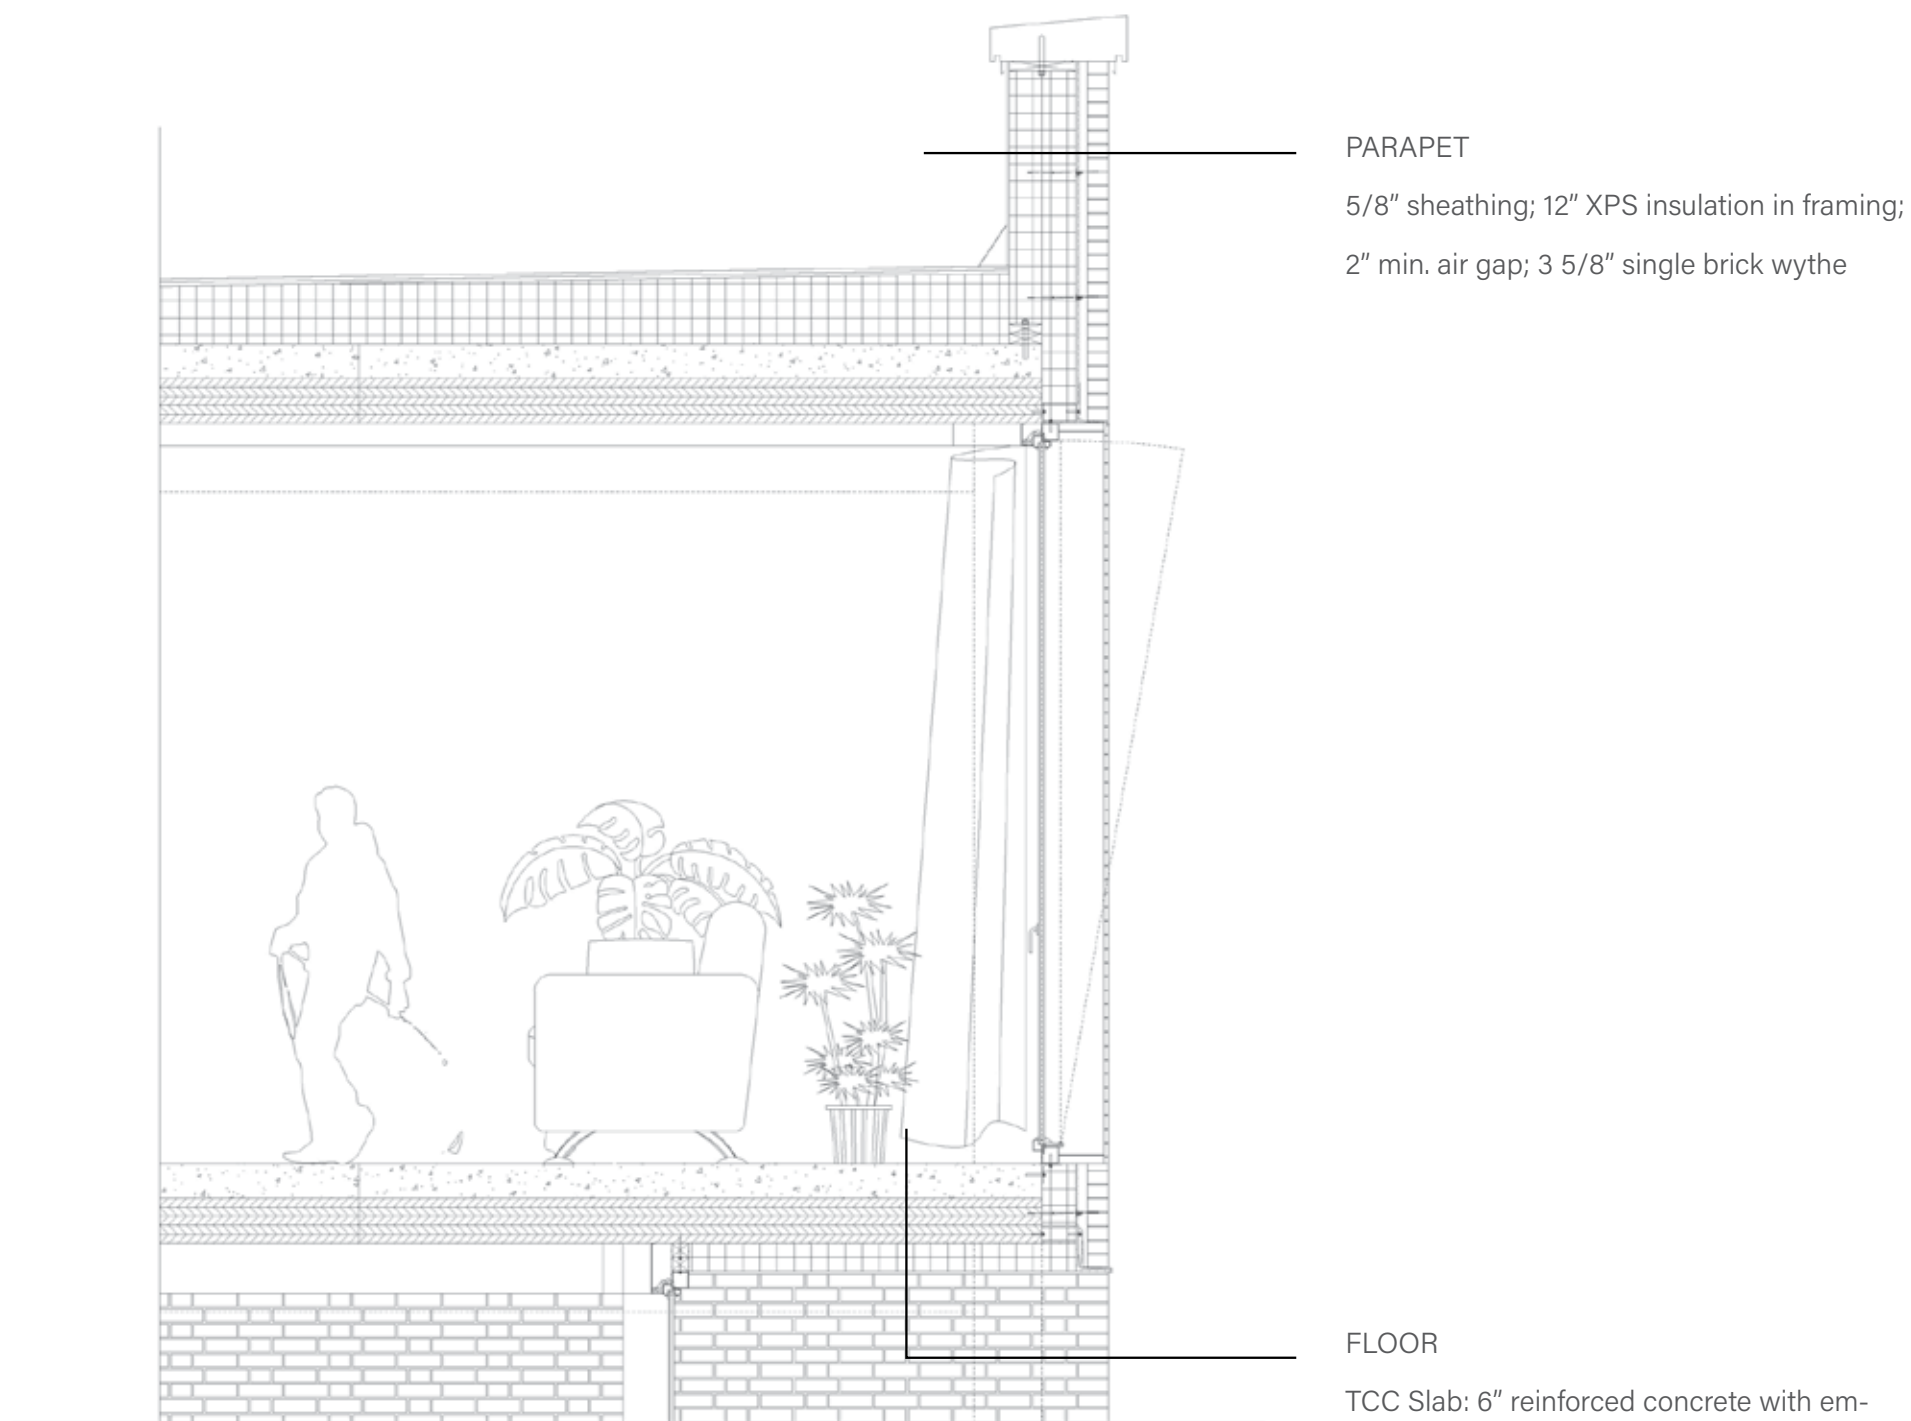 PARAPET
5/8” sheathing; 12” XPS insulation in framing;
2” min. air gap; 3 5/8” single brick wythe
FLOOR
TCC Slab: 6” reinforced concrete with em-